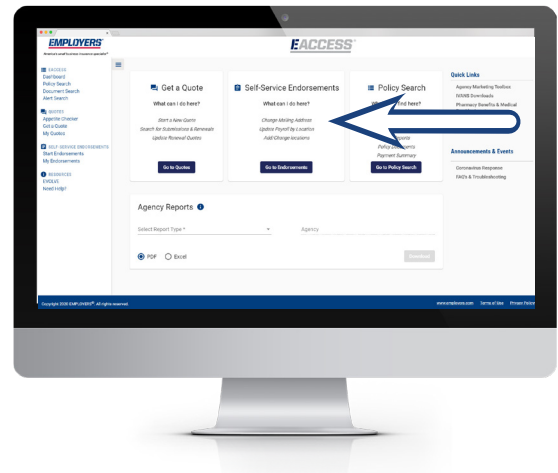 EMPLOYERS®
America's small business insurance specialist®
EACCESS®
EACCESS
Dashboard
Policy Search
Document Search
Alert Search
QUOTES
Appetite Checker
Get a Quote
My Quotes
SELF SERVICE ENDORSEMENTS
Start Endorsements
My Endorsements
RESOURCES
EVOLVE
Need Help?
Get a Quote
What can I do here?
Start a New Quote
Search for Submissions & Renewals
Update Renewal Quotes
Go to Quotes
Self-Service Endorsements
What can I do here?
Change Mailing Address
Update Payroll by Location
Add/Change locations
Go to Endorsements
Policy Search
find here?
Payment Summary
Go to Policy Search
Quick Links
Agency Marketing Toolbox
IVANS Downloads
Pharmacy Benefits & Medical
Announcements & Events
Coronavirus Response
FAQ's & Troubleshooting
Agency Reports
Select Report Type *
Agency
PDF
Excel
Download
Copyright 2020 EMPLOYERS®. All rights reserved.
www.employers.com
Terms of Use
Privacy Policy